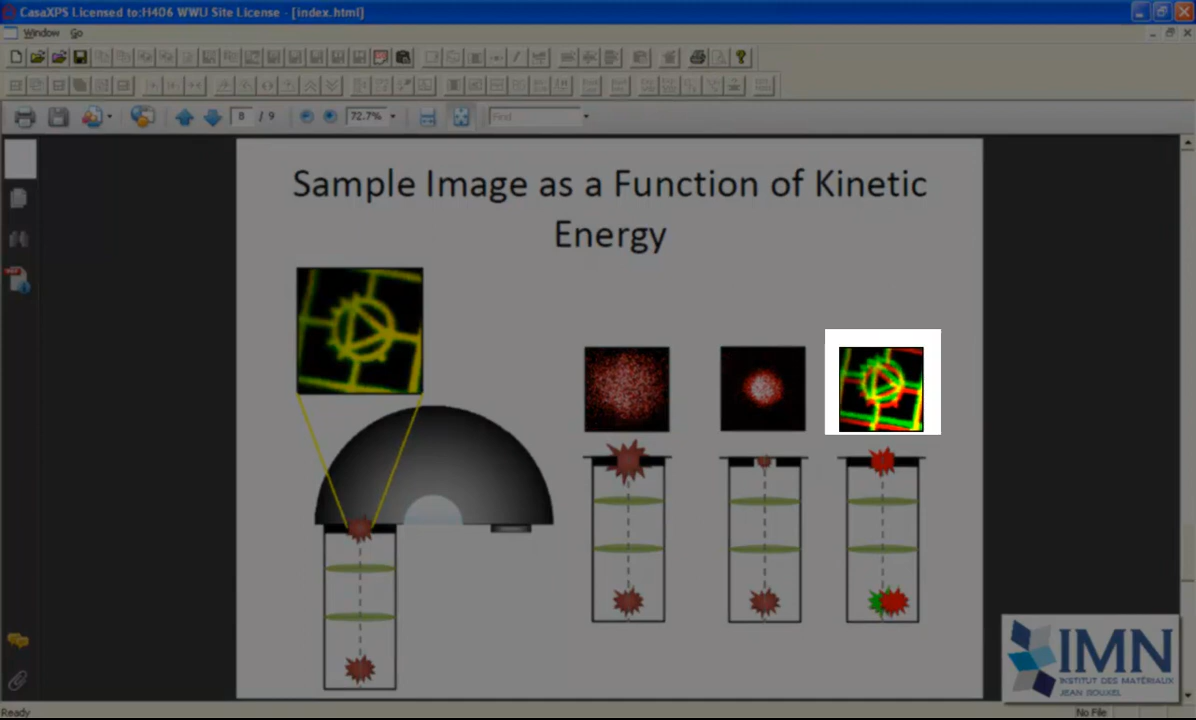 CasaXPS Licensed to:H406 WWU Site License - [index.html]
Window Go
8 / 9 72.7% Find
Sample Image as a Function of Kinetic
Energy
IMN
INSTITUT DES MATÉRIAUX
JEAN ROUXEL
Ready No File